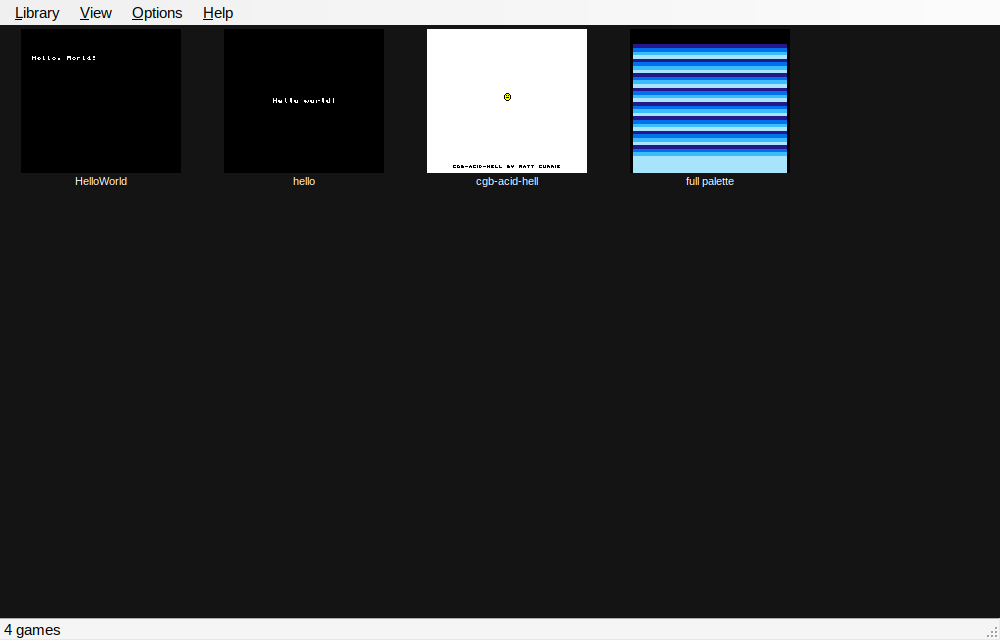 Library View Options Help
Hello, World!
Hello world!
CGB-ACID-HELL BY MATT CURRIE
HelloWorld
hello
cgb-acid-hell
full palette
4 games